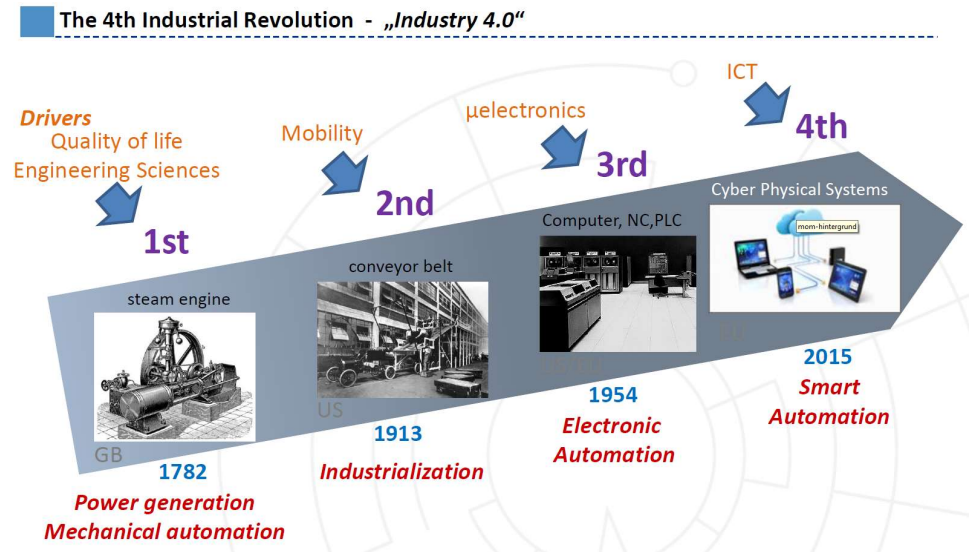 The 4th Industrial Revolution - „Industry 4.0“
Drivers
Quality of life
Engineering Sciences
1st
steam engine
GB
1782
Power generation
Mechanical automation
Mobility
2nd
conveyor belt
US
1913
Industrialization
µelectronics
3rd
Computer, NC,PLC
1954
Electronic
Automation
ICT
4th
Cyber Physical Systems
mom-hintergrund
2015
Smart
Automation